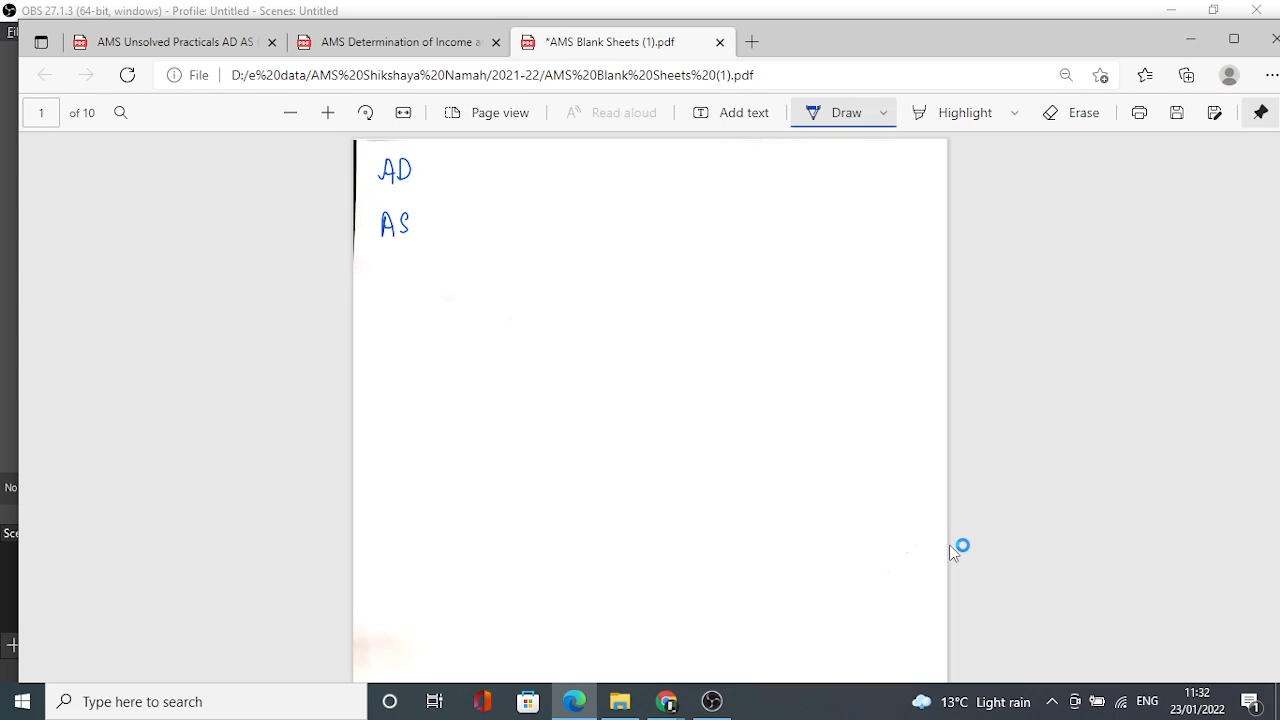 OBS 27.1.3 (64-bit, windows) - Profile: Untitled - Scenes: Untitled
AMS Unsolved Practicals AD AS
AMS Determination of Income a
*AMS Blank Sheets (1).pdf
File
D:/e%20data/AMS%20Shikshaya%20Namah/2021-22/AMS%20Blank%20Sheets%20(1).pdf
1 of 10
Page view
Read aloud
Add text
Draw
Highlight
Erase
AD
AS
No
Sce
Type here to search
13°C Light rain
ENG
11:32
23/01/2022
1